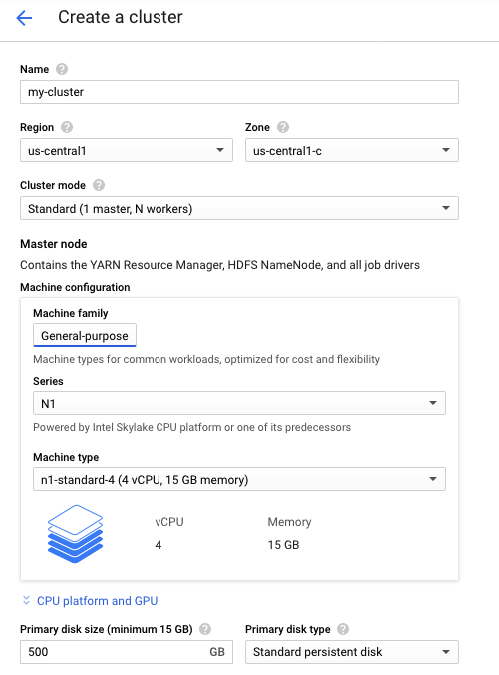 Create a cluster
Name
my-cluster
Region Zone
us-central1 us-central1-c
Cluster mode
Standard (1 master, N workers)
Master node
Contains the YARN Resource Manager, HDFS NameNode, and all job drivers
Machine configuration
Machine family
General-purpose
Machine types for common workloads, optimized for cost and flexibility
Series
N1
Powered by Intel Skylake CPU platform or one of its predecessors
Machine type
n1-standard-4 (4 vCPU, 15 GB memory)
vCPU Memory
4 15 GB
CPU platform and GPU
Primary disk size (minimum 15 GB) Primary disk type
500 GB Standard persistent disk